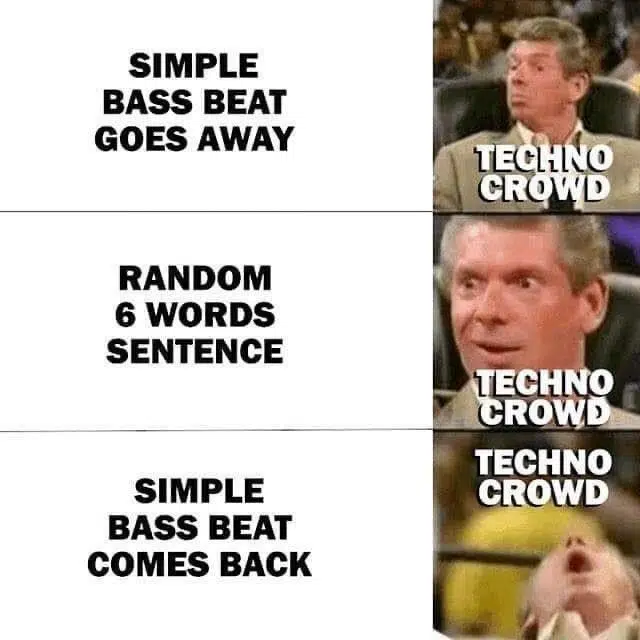 SIMPLE
BASS BEAT
GOES AWAY
TECHNO
CROWD
RANDOM
6 WORDS
SENTENCE
TECHNO
CROWD
SIMPLE
BASS BEAT
COMES BACK
TECHNO
CROWD